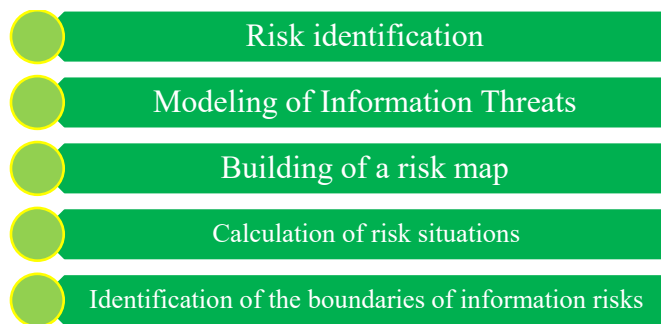 Risk identification
Modeling of Information Threats
Building of a risk map
Calculation of risk situations
Identification of the boundaries of information risks